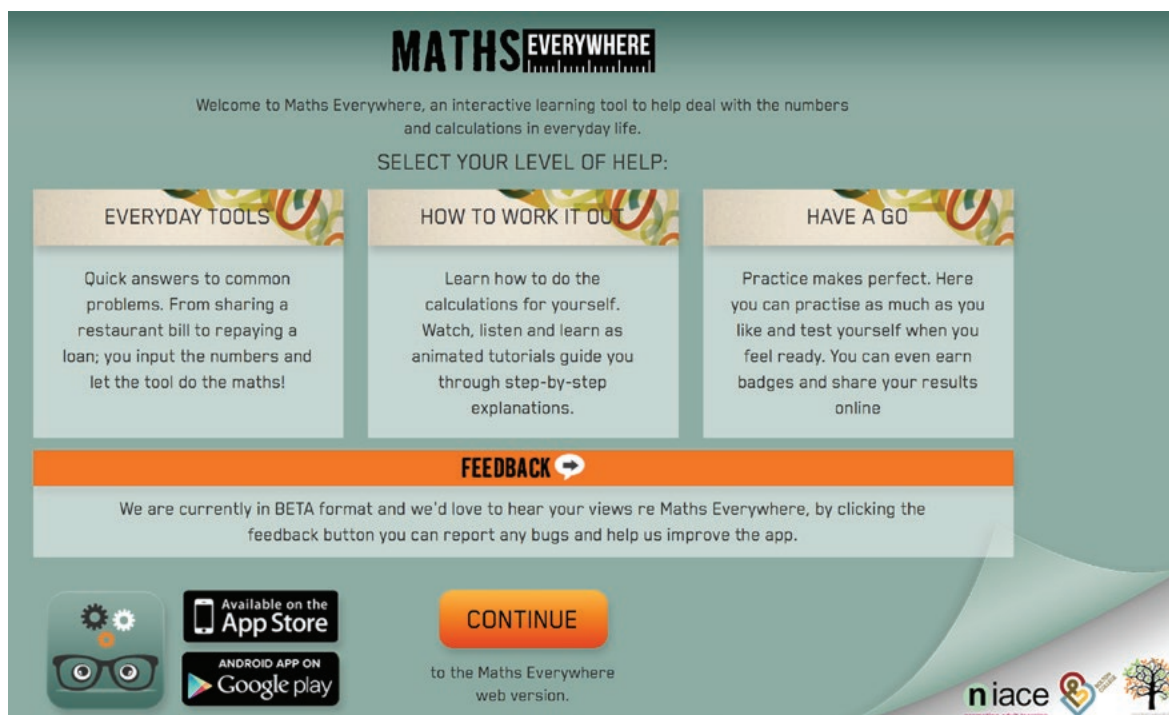 MATHS EVERYWHERE
Welcome to Maths Everywhere, an interactive learning tool to help deal with the numbers
and calculations in everyday life.
SELECT YOUR LEVEL OF HELP:
EVERYDAY TOOLS
Quick answers to common
problems. From sharing a
restaurant bill to repaying a
loan; you input the numbers and
let the tool do the maths!
HOW TO WORK IT OUT
Learn how to do the
calculations for yourself.
Watch, listen and learn as
animated tutorials guide you
through step-by-step
explanations.
HAVE A GO
Practice makes perfect. Here
you can practise as much as you
like and test yourself when you
feel ready. You can even earn
badges and share your results
online
FEEDBACK
We are currently in BETA format and we'd love to hear your views re Maths Everywhere, by clicking the
feedback button you can report any bugs and help us improve the app.
Available on the
App Store
ANDROID APP ON
Google play
CONTINUE
to the Maths Everywhere
web version.
niace
BOLTON COLLEGE